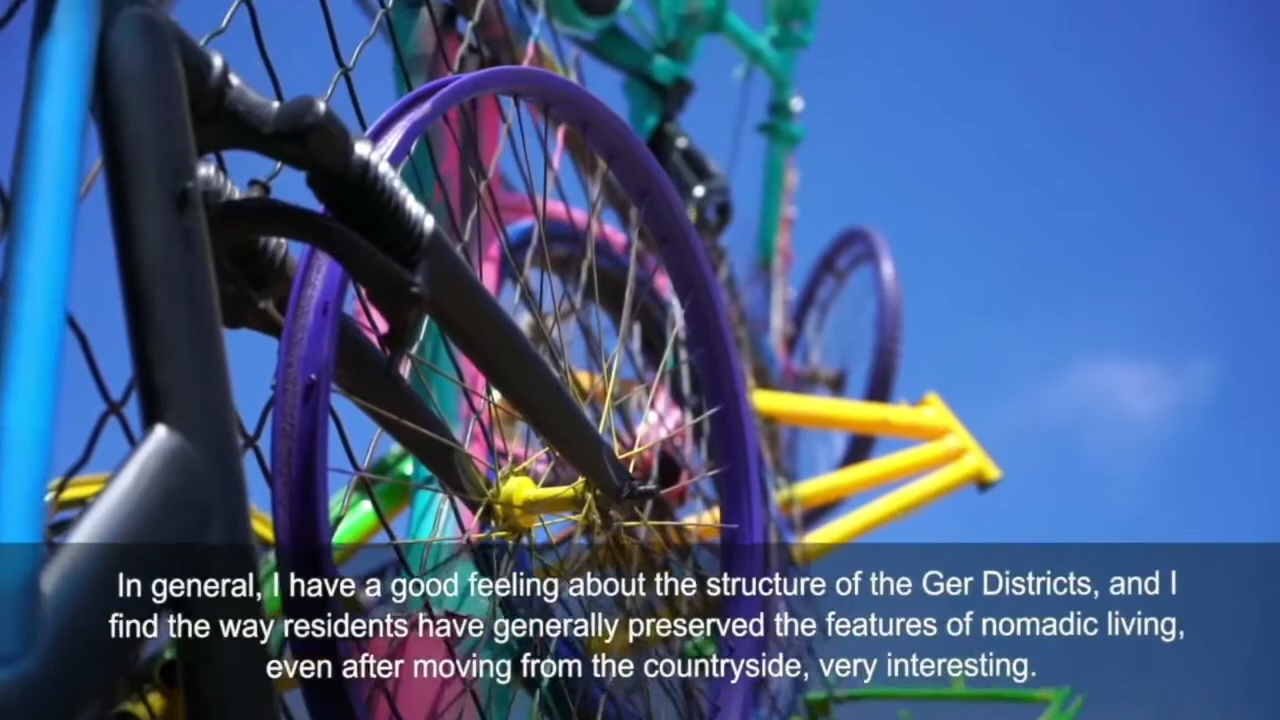 In general, I have a good feeling about the structure of the Ger Districts, and I
find the way residents have generally preserved the features of nomadic living,
even after moving from the countryside, very interesting.